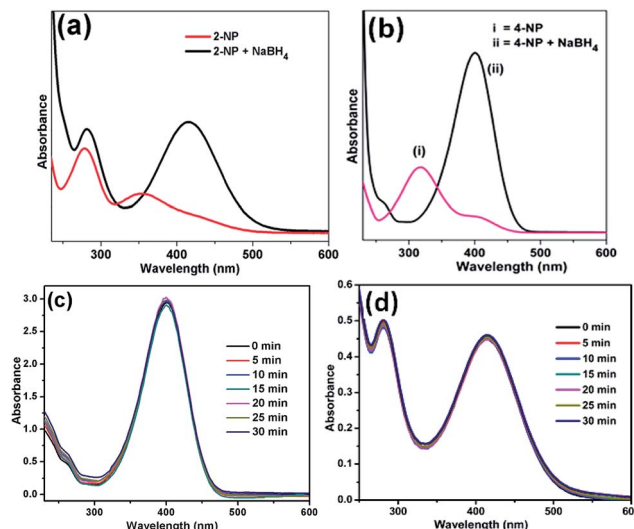 (a)
2-NP
2-NP + NaBH4
Absorbance
300 400 500 600
Wavelength (nm)
(b)
i = 4-NP
ii = 4-NP + NaBH4
(ii)
(i)
Absorbance
300 400 500 600
Wavelength (nm)
(c)
3.0
2.5
2.0
1.5
1.0
0.5
0.0
Absorbance
0 min
5 min
10 min
15 min
20 min
25 min
30 min
300 400 500 600
Wavelength (nm)
(d)
0.6
0.5
0.4
0.3
0.2
0.1
0.0
Absorbance
0 min
5 min
10 min
15 min
20 min
25 min
30 min
300 400 500 600
Wavelength (nm)